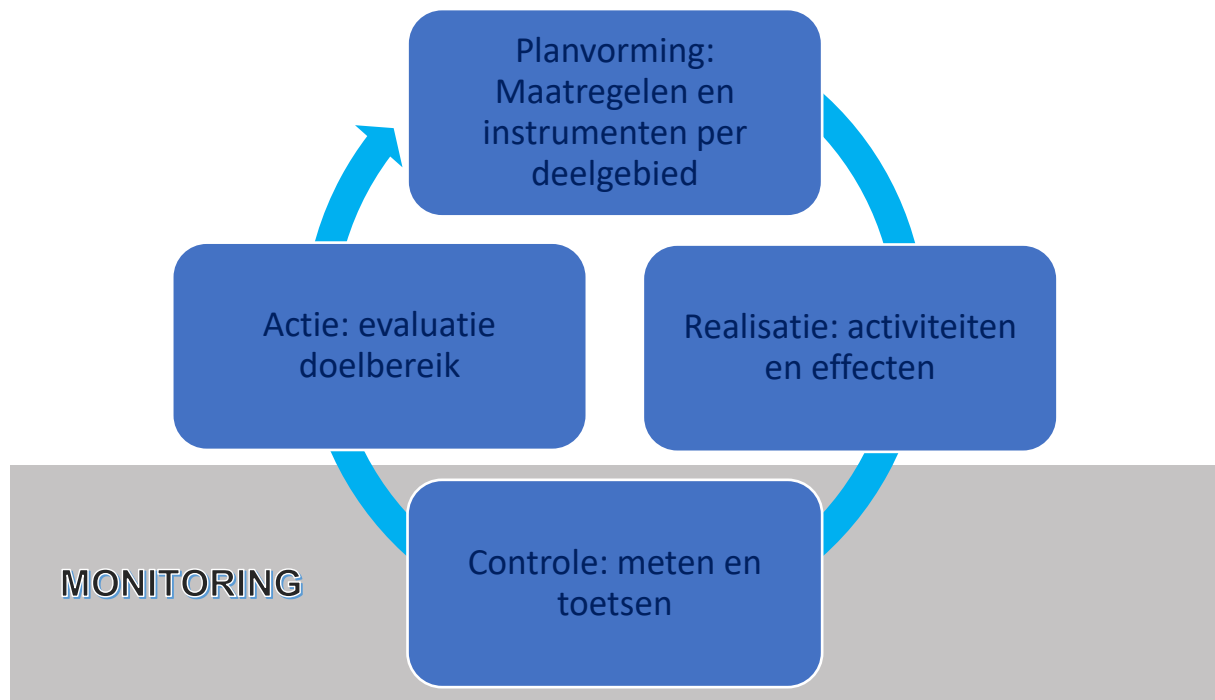 Planvorming:
Maatregelen en
instrumenten per
deelgebied
Actie: evaluatie
doelbereik
Realisatie: activiteiten
en effecten
Controle: meten en
toetsen
MONITORING